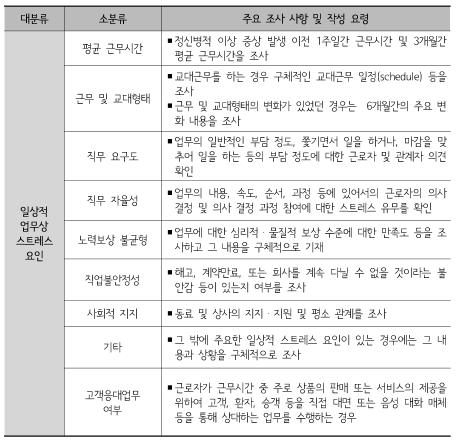 대분류 소분류 주요 조사 사항 및 작성 요령
일상적
업무상
스트레스
요인
평균 근무시간
■정신병적 이상 증상 발생 이전 1주일간 근무시간 및 3개월간
평균 근무시간을 조사
근무 및 교대형태
■교대근무를 하는 경우 구체적인 교대근무 일정(schedule) 등을
조사
■근무 및 교대형태의 변화가 있었던 경우는 6개월간의 주요 변
화 내용을 조사
직무 요구도
■업무의 일반적인 부담 정도, 쫓기면서 일을 하거나, 마감을 맞
추어 일을 하는 등의 부담 정도에 대한 근로자 및 관계자 의견
확인
직무 자율성
■업무의 내용, 속도, 순서, 과정 등에 있어서의 근로자의 의사
결정 및 의사 결정 과정 참여에 대한 스트레스 유무를 확인
노력보상 불균형
■업무에 대한 심리적·물질적 보상 수준에 대한 만족도 등을 조
사하고 그 내용을 구체적으로 기재
직업불안정성
■해고, 계약만료, 또는 회사를 계속 다닐 수 없을 것이라는 불
안감 등이 있는지 여부를 조사
사회적 지지
■동료 및 상사의 지지·지원 및 평소 관계를 조사
기타
■그 밖에 주요한 일상적 스트레스 요인이 있는 경우에는 그 내
용과 상황을 구체적으로 조사
고객응대업무
여부
■근로자가 근무시간 중 주로 상품의 판매 또는 서비스의 제공을
위하여 고객, 환자, 승객 등을 직접 대면 또는 음성 대화 매체
등을 통해 상대하는 업무를 수행하는 경우